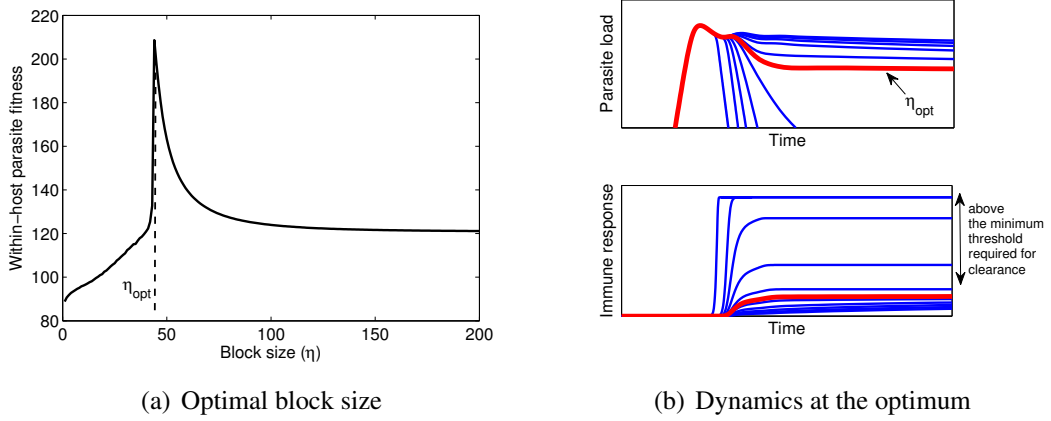 220
200
180
160
140
120
100
80
0
50
100
150
200
Within−host parasite fitness
Block size (η)
ηopt
(a) Optimal block size
Parasite load
ηopt
Time
Immune response
above
the minimum
threshold
required for
clearance
Time
(b) Dynamics at the optimum